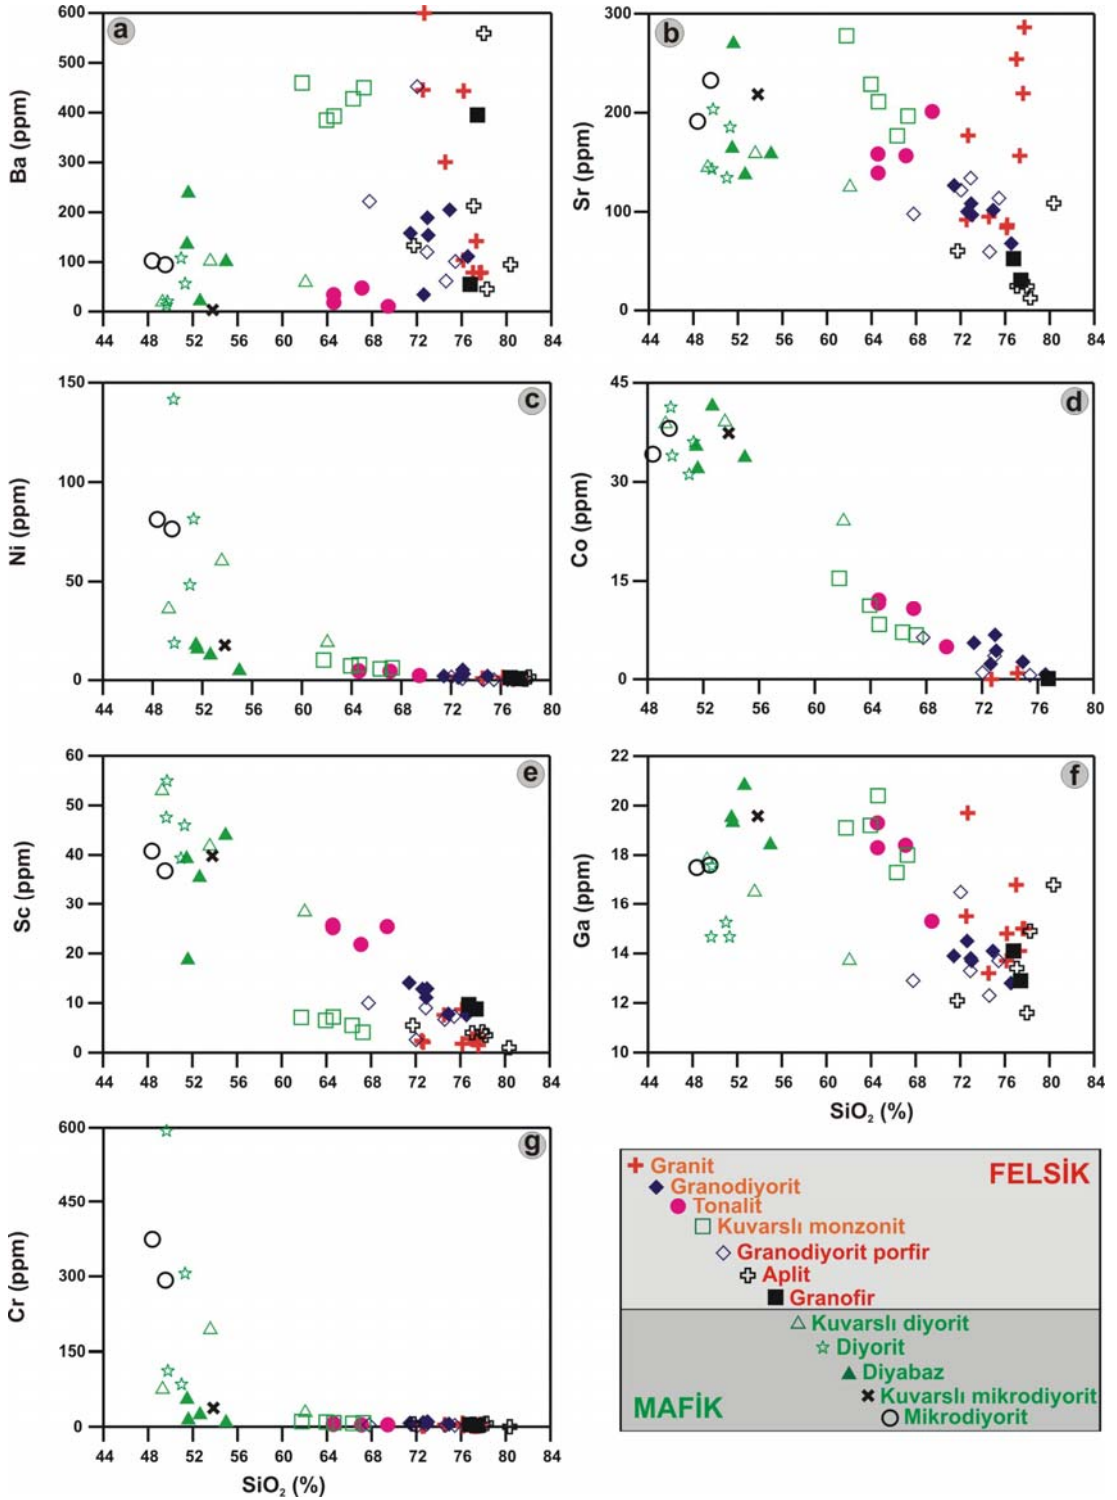 a
Ba (ppm)
600
500
400
300
200
100
0
44 48 52 56 60 64 68 72 76 80 84
b
Sr (ppm)
300
200
100
0
44 48 52 56 60 64 68 72 76 80 84
c
Ni (ppm)
150
100
50
0
44 48 52 56 60 64 68 72 76 80 84
d
Co (ppm)
45
30
15
0
48 52 56 60 64 68 72 76 80 84
e
Sc (ppm)
60
50
40
30
20
10
0
44 48 52 56 60 64 68 72 76 80 84
f
Ga (ppm)
22
20
18
16
14
12
10
44 48 52 56 60 64 68 72 76 80 84
SiO₂ (%)
g
Cr (ppm)
600
450
300
150
0
44 48 52 56 60 64 68 72 76 80 84
SiO₂ (%)
FELSİK
Granit
Granodiyorit
Tonalit
Kuvarslı monzonit
Granodiyorit porfir
Aplit
Granofir
Kuvarslı diyorit
Diyorit
Diyabaz
Kuvarslı mikrodiyorit
Mikrodiyorit
MAFİK